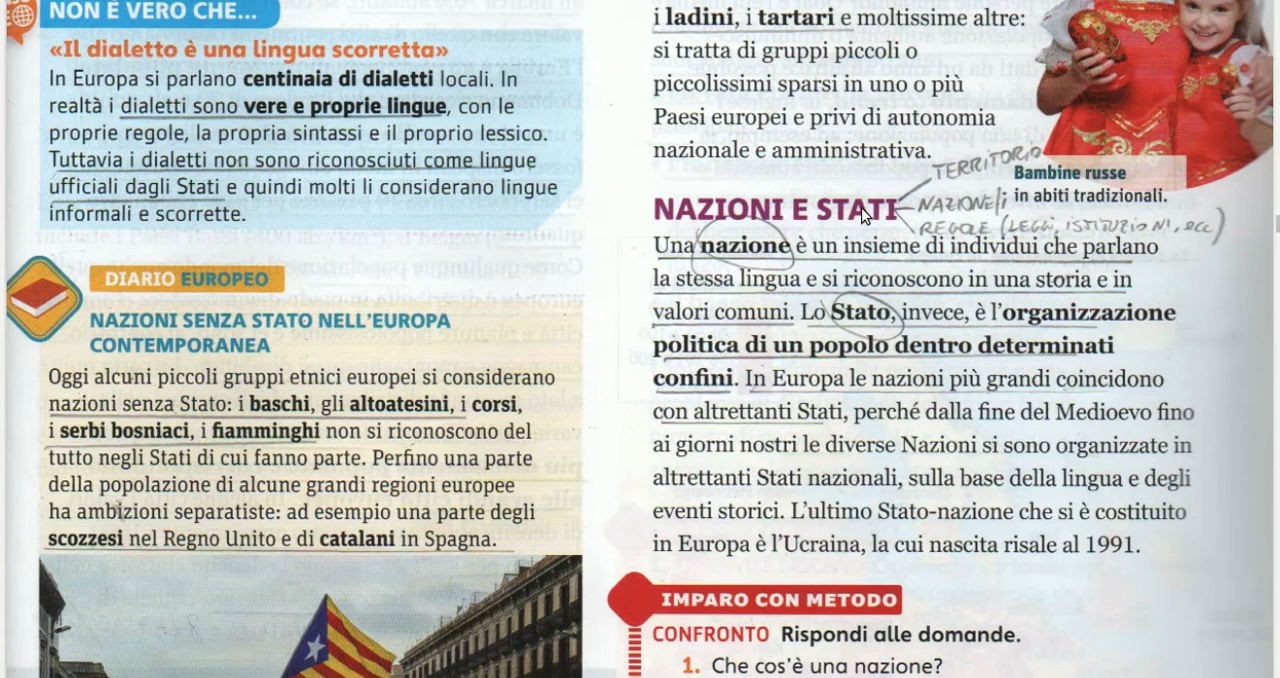 NON È VERO CHE...
«Il dialetto è una lingua scorretta»
In Europa si parlano centinaia di dialetti locali. In
realtà i dialetti sono vere e proprie lingue, con le
proprie regole, la propria sintassi e il proprio lessico.
Tuttavia i dialetti non sono riconosciuti come lingue
ufficiali dagli Stati e quindi molti li considerano lingue
informali e scorrette.
DIARIO EUROPEO
NAZIONI SENZA STATO NELL'EUROPA
CONTEMPORANEA
Oggi alcuni piccoli gruppi etnici europei si considerano
nazioni senza Stato: i baschi, gli altoatesini, i corsi,
i serbi bosniaci, i fiamminghi non si riconoscono del
tutto negli Stati di cui fanno parte. Perfino una parte
della popolazione di alcune grandi regioni europee
ha ambizioni separatiste: ad esempio una parte degli
scozzesi nel Regno Unito e di catalani in Spagna.
i ladini, i tartari e moltissime altre:
si tratta di gruppi piccoli o
piccolissimi sparsi in uno o più
Paesi europei e privi di autonomia
nazionale e amministrativa.
Bambine russe
in abiti tradizionali.
TERRITORIO
NAZIONE/i
REGOLE (LEGGI, ISTITUZIONI, ecc)
NAZIONI E STATI
Una nazione è un insieme di individui che parlano
la stessa lingua e si riconoscono in una storia e in
valori comuni. Lo Stato, invece, è l'organizzazione
politica di un popolo dentro determinati
confini. In Europa le nazioni più grandi coincidono
con altrettanti Stati, perché dalla fine del Medioevo fino
ai giorni nostri le diverse Nazioni si sono organizzate in
altrettanti Stati nazionali, sulla base della lingua e degli
eventi storici. L'ultimo Stato-nazione che si è costituito
in Europa è l'Ucraina, la cui nascita risale al 1991.
IMPARO CON METODO
CONFRONTO Rispondi alle domande.
1. Che cos'è una nazione?